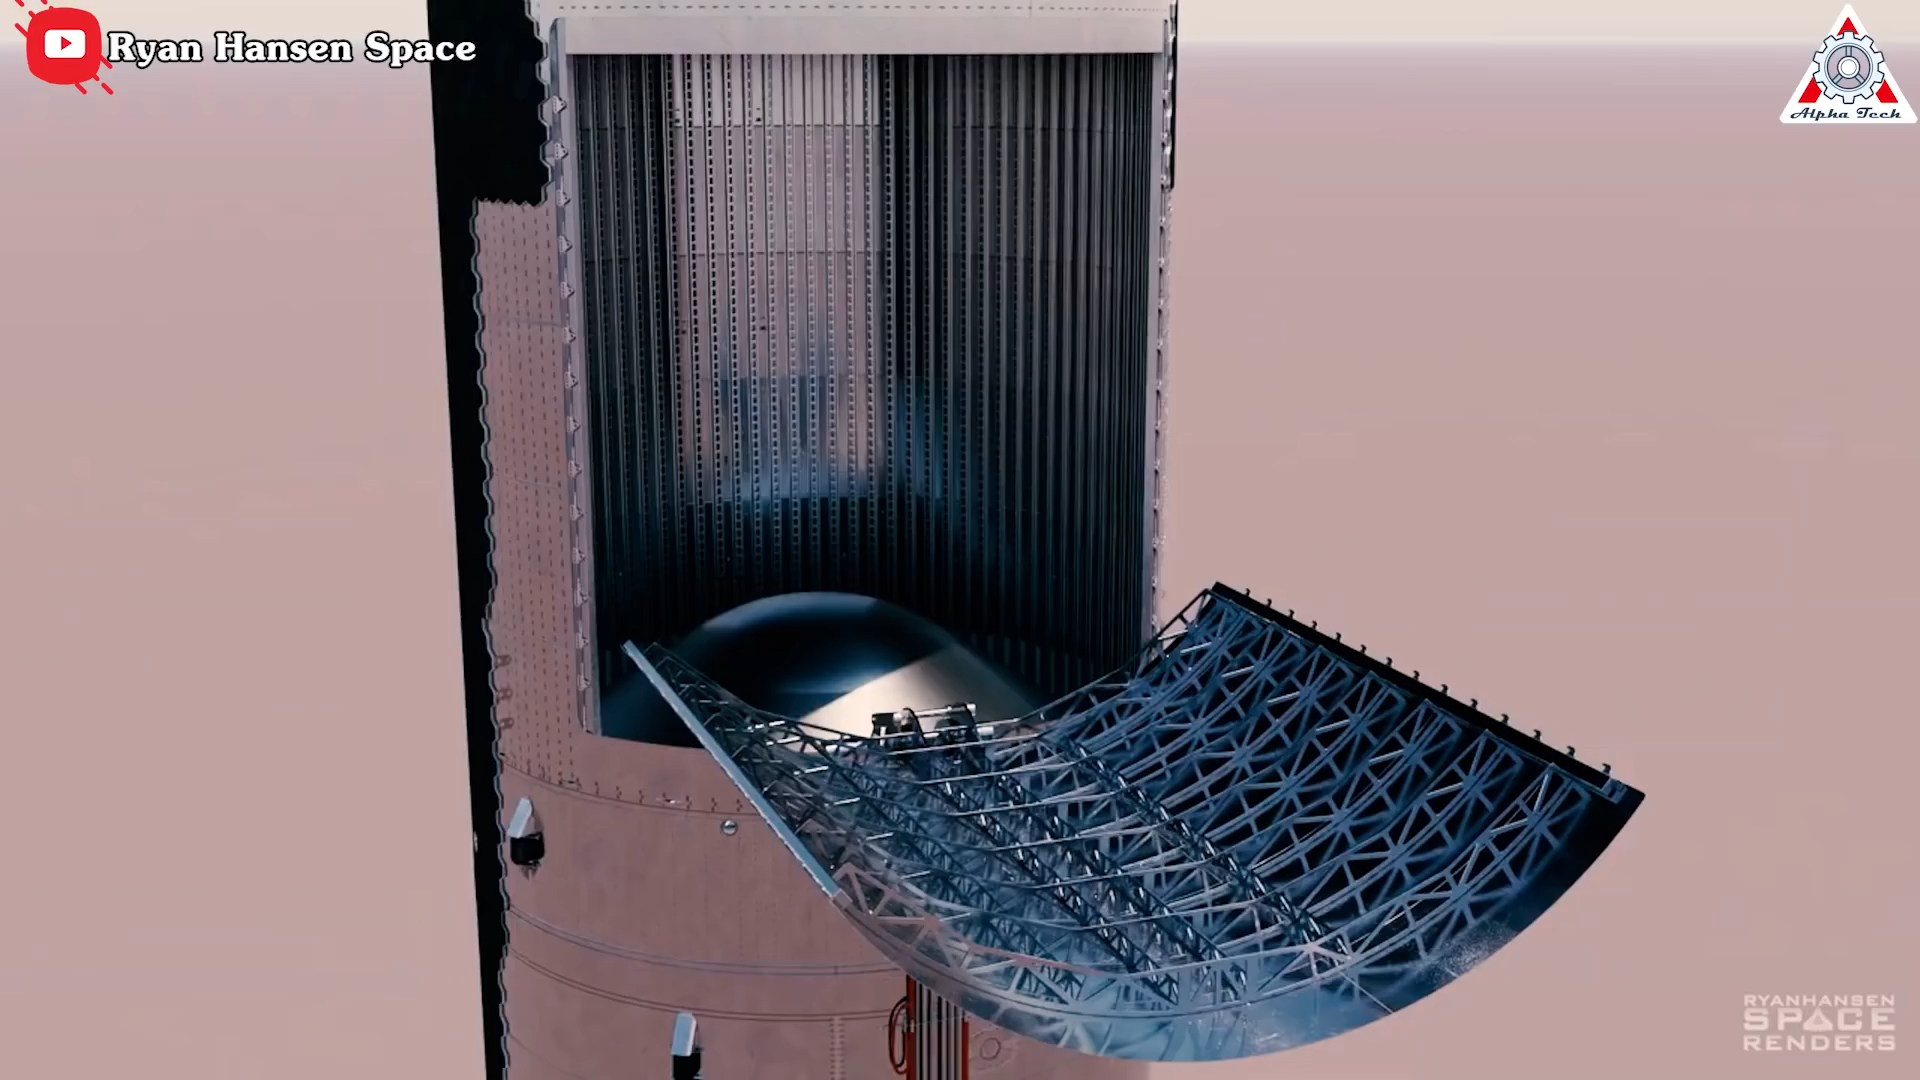 Ryan Hansen Space
Alpha Tech
RYANHANSEN
SPACE
RENDERS